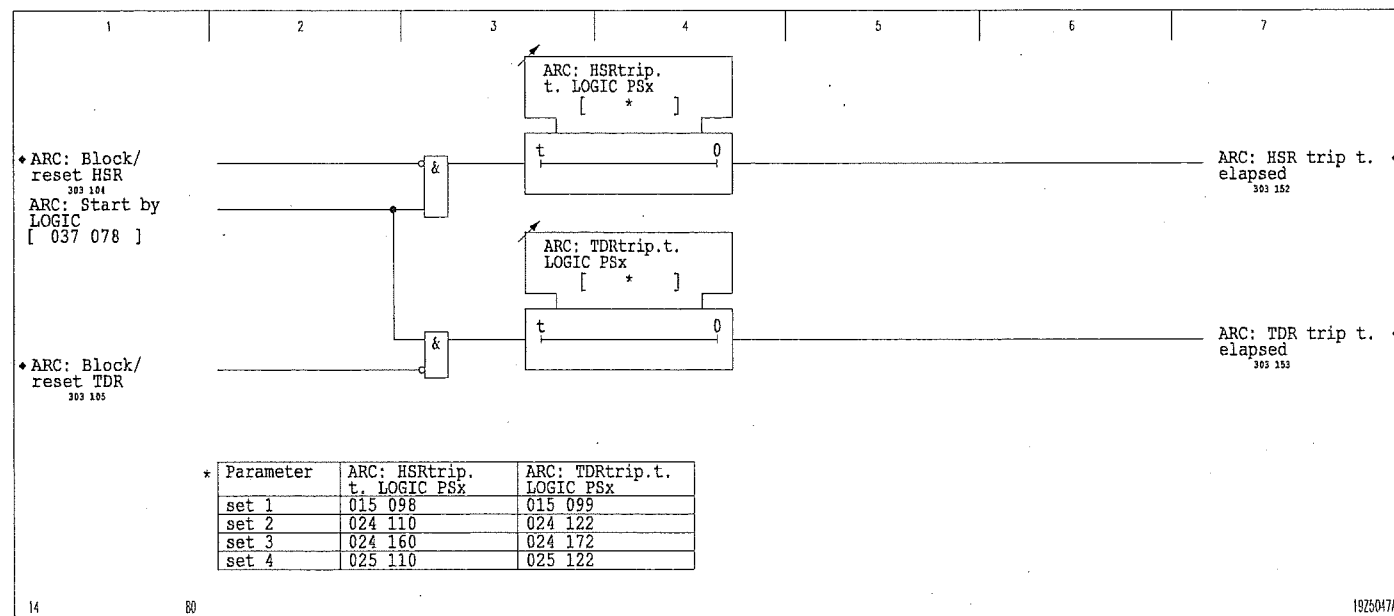 1 2 3 4 5 6 7
ARC: HSRtrip.
t. LOGIC PSx
[ * ]
t 0
ARC: Block/
reset HSR
303 104
&
ARC: HSR trip t.
elapsed
303 152
ARC: Start by
LOGIC
[ 037 078 ]
ARC: TDRtrip.t.
LOGIC PSx
[ * ]
t 0
&
ARC: TDR trip t.
elapsed
303 153
ARC: Block/
reset TDR
303 105
* Parameter ARC: HSRtrip. ARC: TDRtrip.t.
t. LOGIC PSx LOGIC PSx
set 1 015 098 015 099
set 2 024 110 024 122
set 3 024 160 024 172
set 4 025 110 025 122
14 80